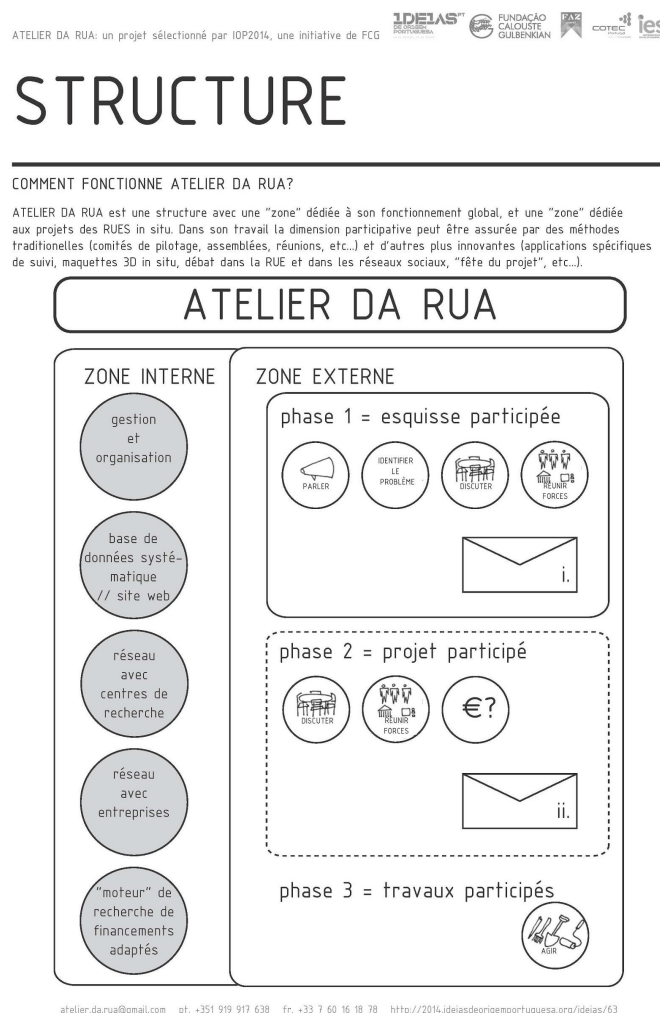 ATELIER DA RUA: un projet sélectionné par IOP2014, une initiative de FCG
IDEIAS
DE ORIGEM
PORTUGUESA
FUNDAÇÃO
CALOUSTE
GULBENKIAN
FAZ
COTEC
ies
STRUCTURE
COMMENT FONCTIONNE ATELIER DA RUA?
ATELIER DA RUA est une structure avec une "zone" dédiée à son fonctionnement global, et une "zone" dédiée
aux projets des RUES in situ. Dans son travail la dimension participative peut être assurée par des méthodes
traditionelles (comités de pilotage, assemblées, réunions, etc...) et d'autres plus innovantes (applications spécifiques
de suivi, maquettes 3D in situ, débat dans la RUE et dans les réseaux sociaux, "fête du projet", etc...).
ATELIER DA RUA
ZONE INTERNE
gestion
et
organisation
base de
données systé-
matique
// site web
réseau
avec
centres de
recherche
réseau
avec
entreprises
"moteur" de
recherche de
financements
adaptés
ZONE EXTERNE
phase 1 = esquisse participée
PARLER
IDENTIFIER
LE
PROBLÈME
DISCUTER
RÉUNIR
FORCES
i.
phase 2 = projet participé
DISCUTER
RÉUNIR
FORCES
€?
ii.
phase 3 = travaux participés
AGIR
atelier.da.rua@gmail.com pt. +351 919 917 638 fr. +33 7 60 16 18 78 http://2014.ideiasdeorigemportuguesa.org/ideias/63